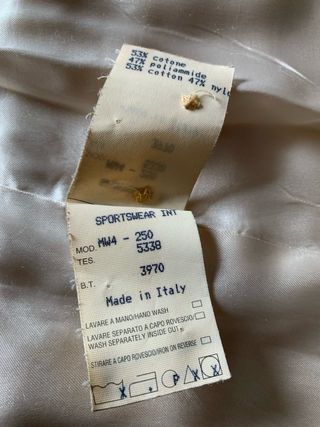 53% cotone
47% poliammide
53% cotton 47% nylo
SPORTSWEAR INT
MOD. MW4 - 250
TES. 5338
B.T. 3970
Made in Italy
LAVARE A MANO/HAND WASH
LAVARE SEPARATO A CAPO ROVESCIO/
WASH SEPARATELY INSIDE OUT
STIRARE A CAPO ROVESCIO/IRON ON REVERSE
P